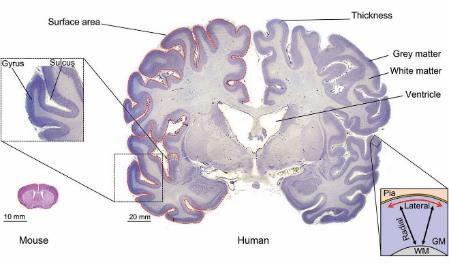 Surface area
Thickness
Gyrus
Sulcus
Grey matter
White matter
Ventricle
10 mm
20 mm
Mouse
Human
Pia
Lateral
Radial
GM
WM